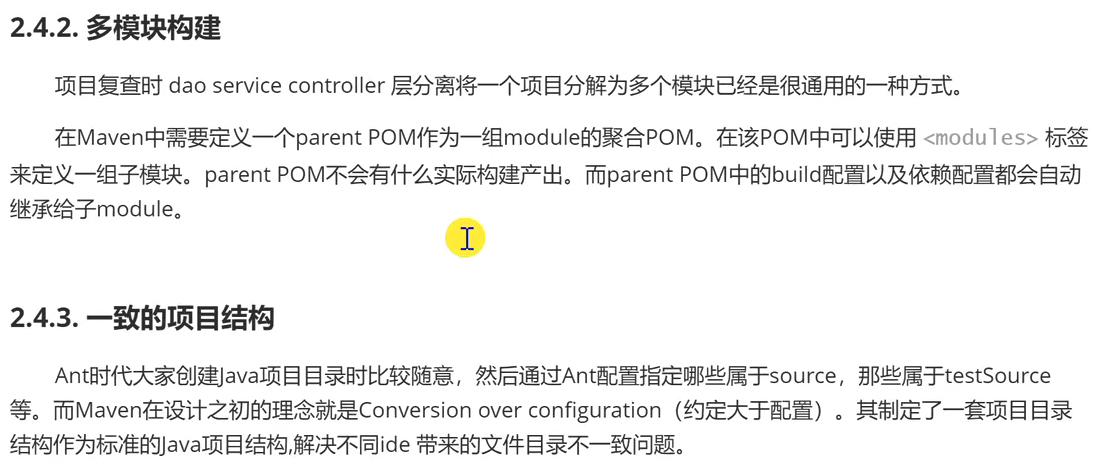 2.4.2. 多模块构建
项目复查时 dao service controller 层分离将一个项目分解为多个模块已经是很通用的一种方式。
在Maven中需要定义一个parent POM作为一组module的聚合POM。在该POM中可以使用 <modules> 标签
来定义一组子模块。parent POM不会有什么实际构建产出。而parent POM中的build配置以及依赖配置都会自动
继承给子module。
2.4.3. 一致的项目结构
Ant时代大家创建Java项目目录时比较随意，然后通过Ant配置指定哪些属于source，那些属于testSource
等。而Maven在设计之初的理念就是Conversion over configuration（约定大于配置）。其制定了一套项目目录
结构作为标准的Java项目结构,解决不同ide 带来的文件目录不一致问题。